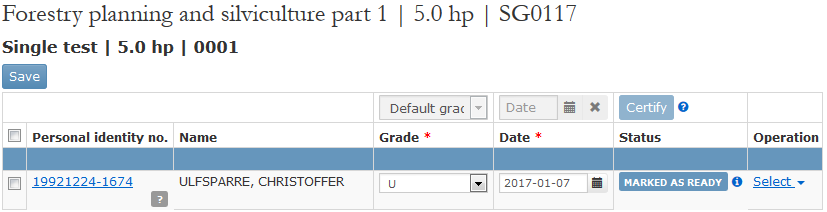 Forestry planning and silviculture part 1 | 5.0 hp | SG0117
Single test | 5.0 hp | 0001
Save
Default grad Date Certify ?
Personal identity no. Name Grade * Date * Status Operation
19921224-1674 ULFSPARRE, CHRISTOFFER U 2017-01-07 MARKED AS READY i Select
?